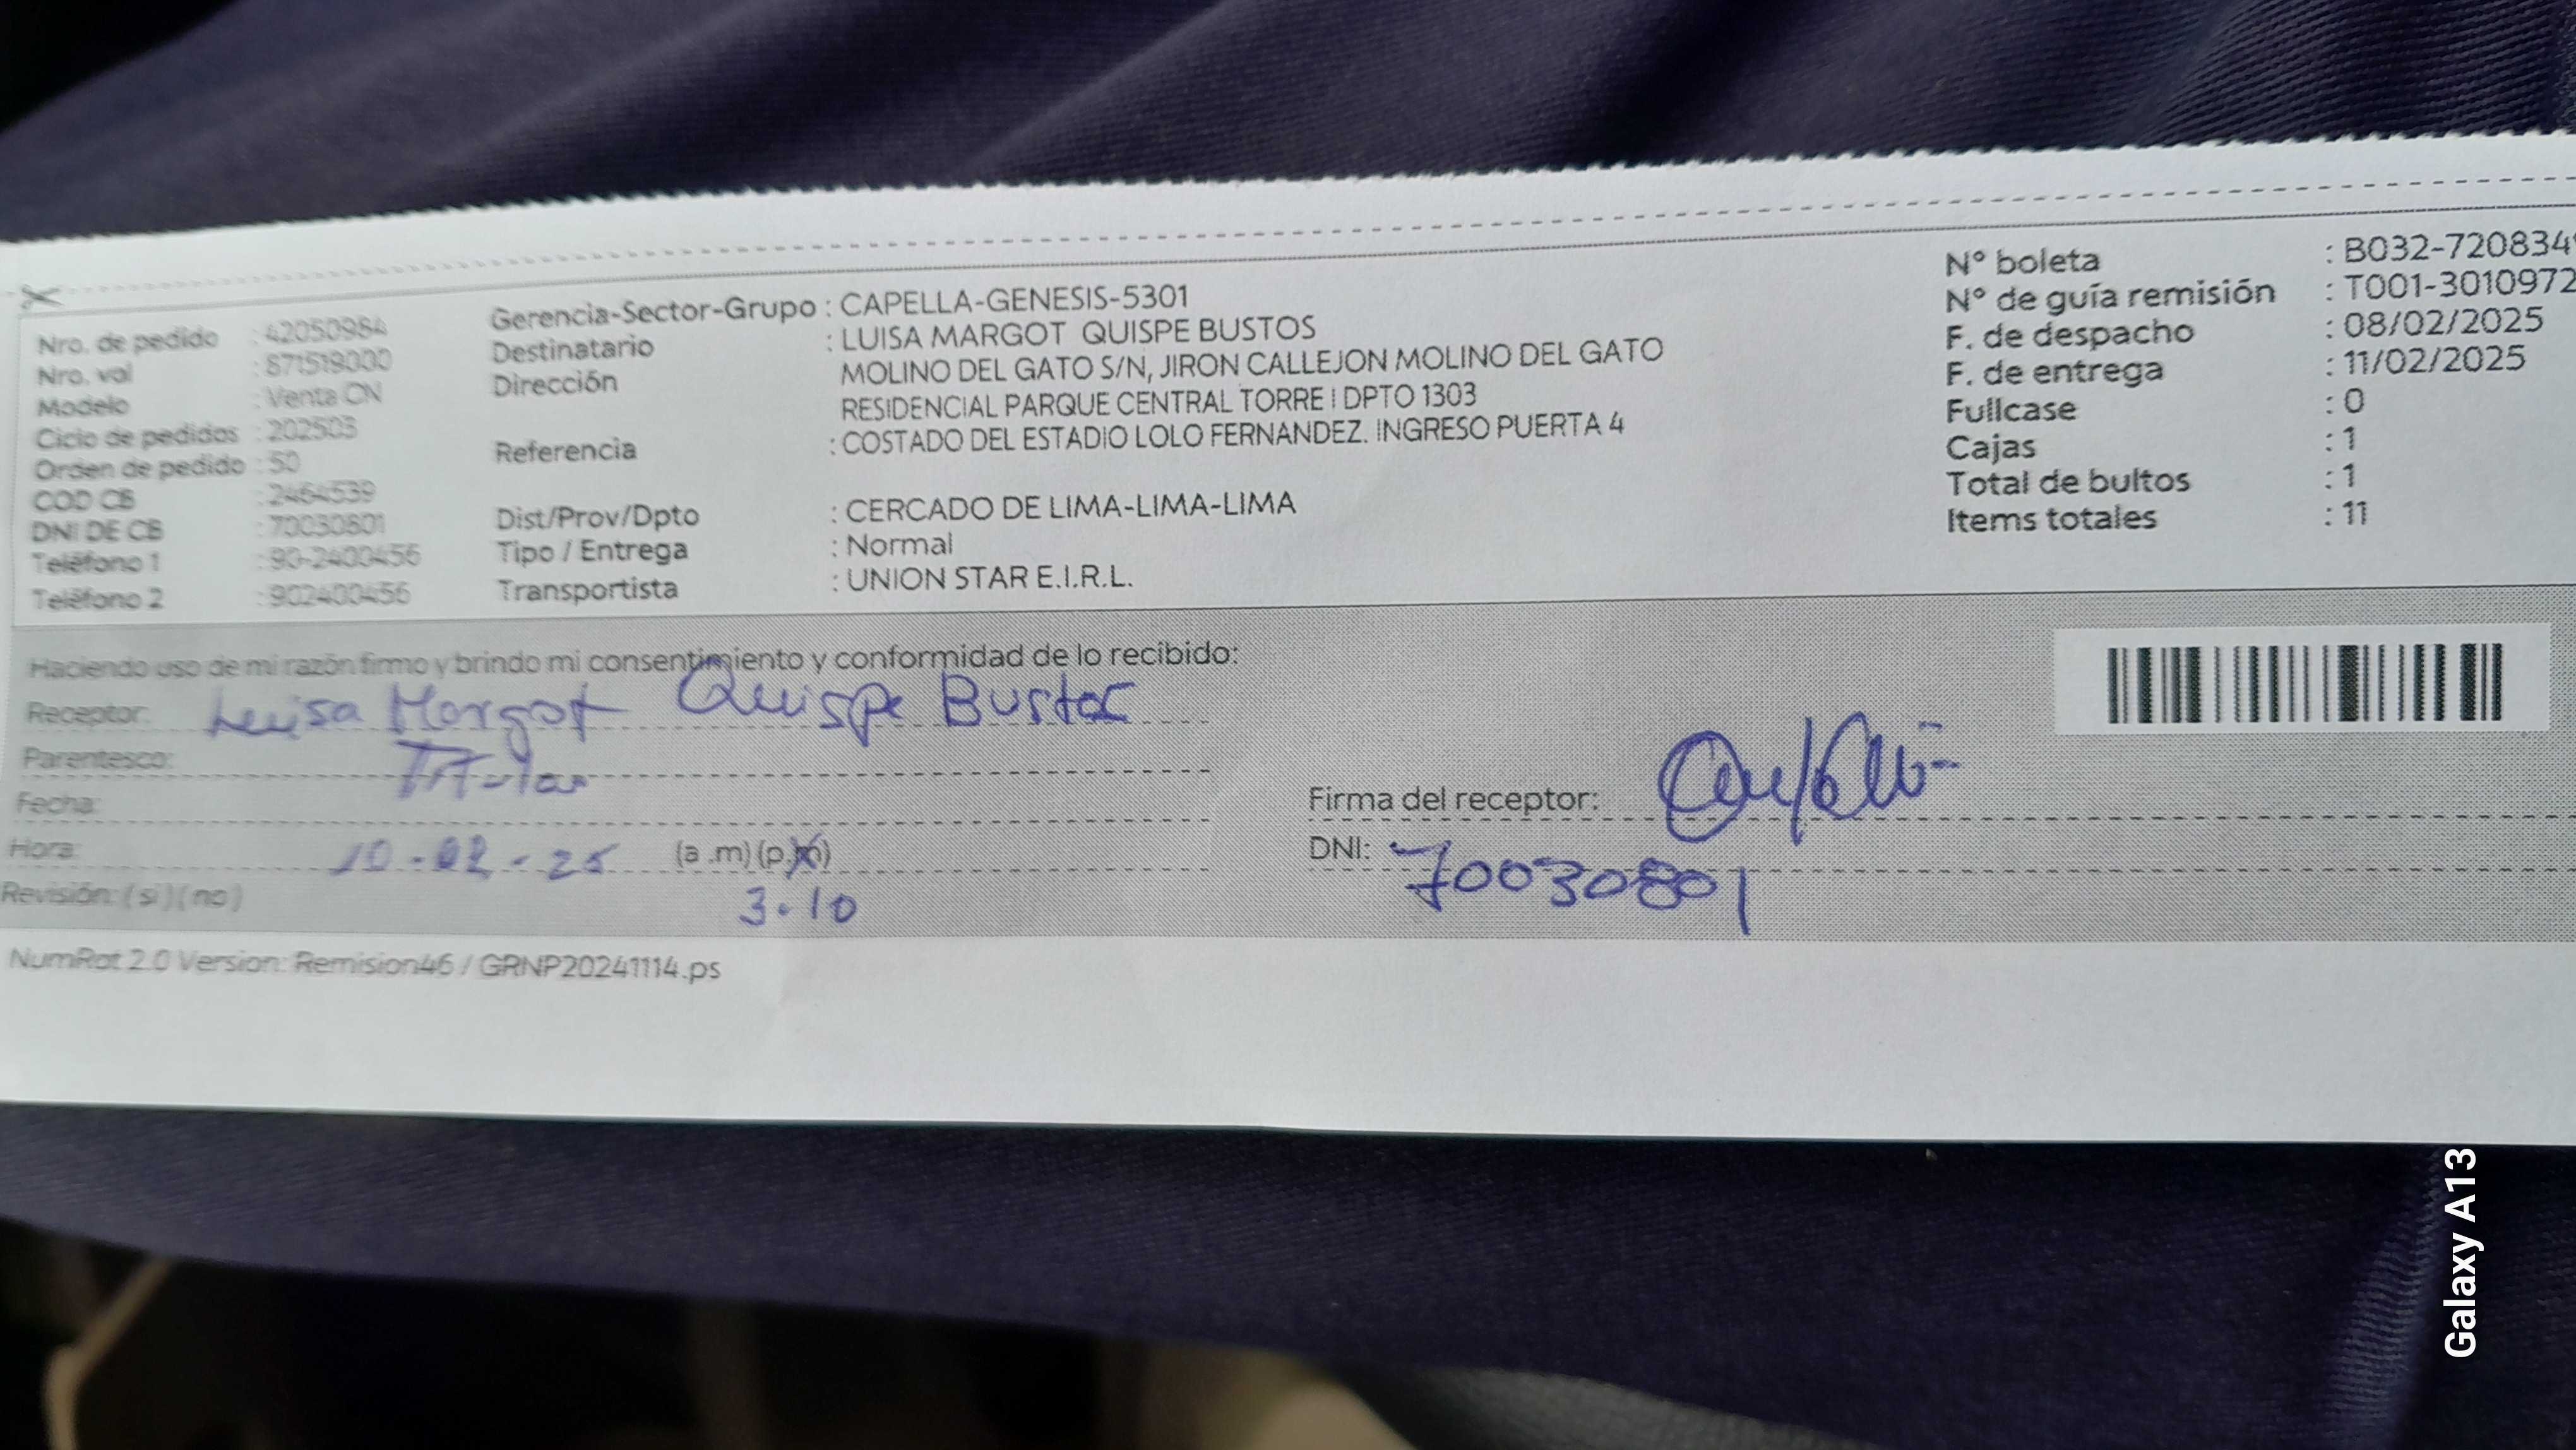 Nro. de pedido : 42050984
Nro. val : 871519000
Modelo : Venta CN
Ciclo de pedidos : 202503
Orden de pedido : 50
COD CB : 2464539
DNI DE CB : 70030801
Teléfono 1 : 90-2400456
Teléfono 2 : 902400456
Gerencia-Sector-Grupo : CAPELLA-GENESIS-5301
Destinatario : LUISA MARGOT QUISPE BUSTOS
Dirección MOLINO DEL GATO S/N, JIRON CALLEJON MOLINO DEL GATO
RESIDENCIAL PARQUE CENTRAL TORRE I DPTO 1303
Referencia : COSTADO DEL ESTADIO LOLO FERNANDEZ. INGRESO PUERTA 4
Dist/Prov/Dpto : CERCADO DE LIMA-LIMA-LIMA
Tipo / Entrega : Normal
Transportista : UNION STAR E.I.R.L.
N° boleta : B032-720834
N° de guía remisión : T001-3010972
F. de despacho : 08/02/2025
F. de entrega : 11/02/2025
Fullcase : 0
Cajas : 1
Total de bultos : 1
Items totales : 11
Haciendo uso de mi razón firmo y brindo mi consentimiento y conformidad de lo recibido:
Receptor: Luisa Margot Quispe Bustos
Parentesco: Titular
Fecha:
Hora: 10-02-25 (a .m) (p.m)
3.10
Revisión: ( si ) ( no )
Firma del receptor:
DNI: 70030801
NumRot 2.0 Version: Remision46 / GRNP20241114.ps
Galaxy A13